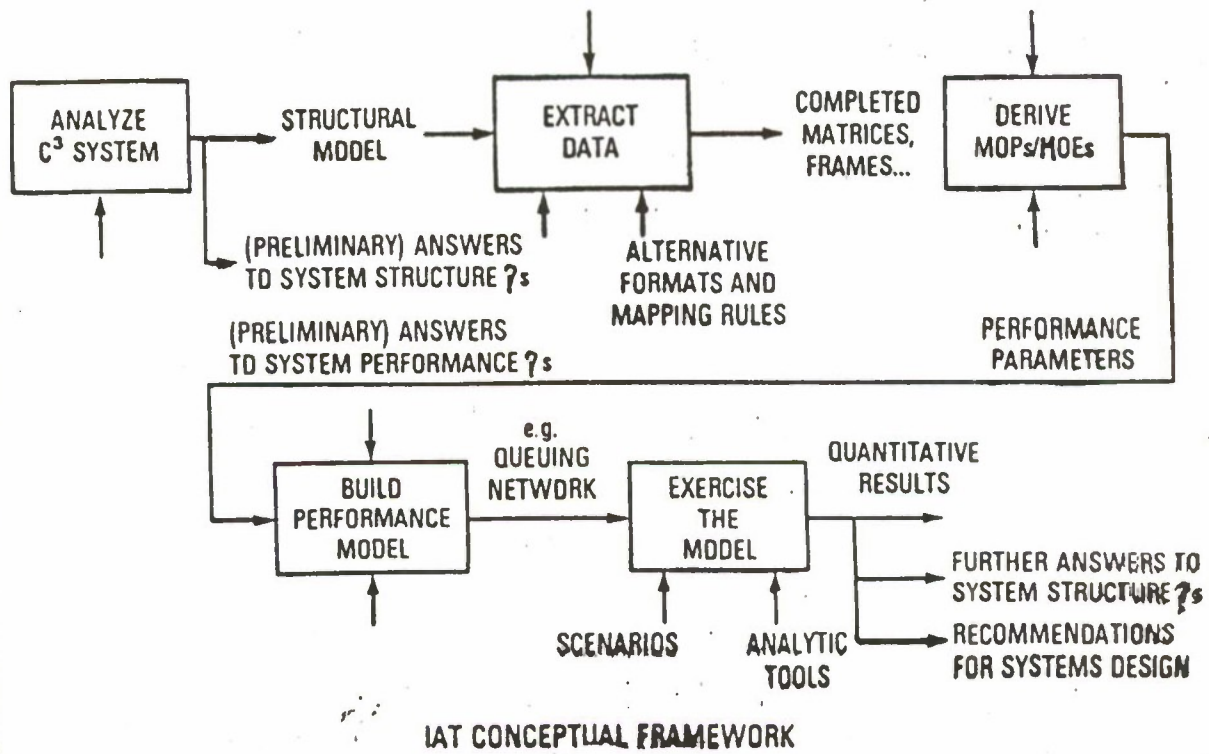 ANALYZE
C³ SYSTEM
STRUCTURAL
MODEL
EXTRACT
DATA
COMPLETED
MATRICES,
FRAMES...
DERIVE
MOPs/MOEs
(PRELIMINARY) ANSWERS
TO SYSTEM STRUCTURE ?s
ALTERNATIVE
FORMATS AND
MAPPING RULES
(PRELIMINARY) ANSWERS
TO SYSTEM PERFORMANCE ?s
PERFORMANCE
PARAMETERS
BUILD
PERFORMANCE
MODEL
e.g.
QUEUING
NETWORK
EXERCISE
THE
MODEL
QUANTITATIVE
RESULTS
FURTHER ANSWERS TO
SYSTEM STRUCTURE ?s
RECOMMENDATIONS
FOR SYSTEMS DESIGN
SCENARIOS
ANALYTIC
TOOLS
IAT CONCEPTUAL FRAMEWORK